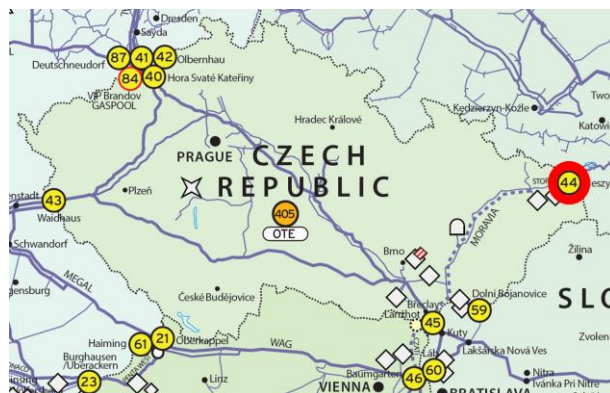 Dresden
Sayda
87
41
42
Olbernhau
Deutschneudorf
84
40
Hora Svaté Kateřiny
VIP Brandov
GASPOOL
Kędzierzyn-Koźle
Hradec Králové
PRAGUE
CZECH
REPUBLIC
STORK
44
Plzeň
43
Waidhaus
405
OTE
MORAVIA
Schwandorf
Žilina
Brno
MEGAL
České Budějovice
Dolní Bojanovice
59
SLO
Břeclav
Lanžhot
45
Kuty
Zvolen
Haiming
61
21
Oberkappel
WAG
Láb
Lakšárska Nová Ves
Burghausen
/Überackern
23
Linz
Baumgarten
60
46
VIENNA
Nitra
Ivánka Pri Nitre
BRATISLAVA